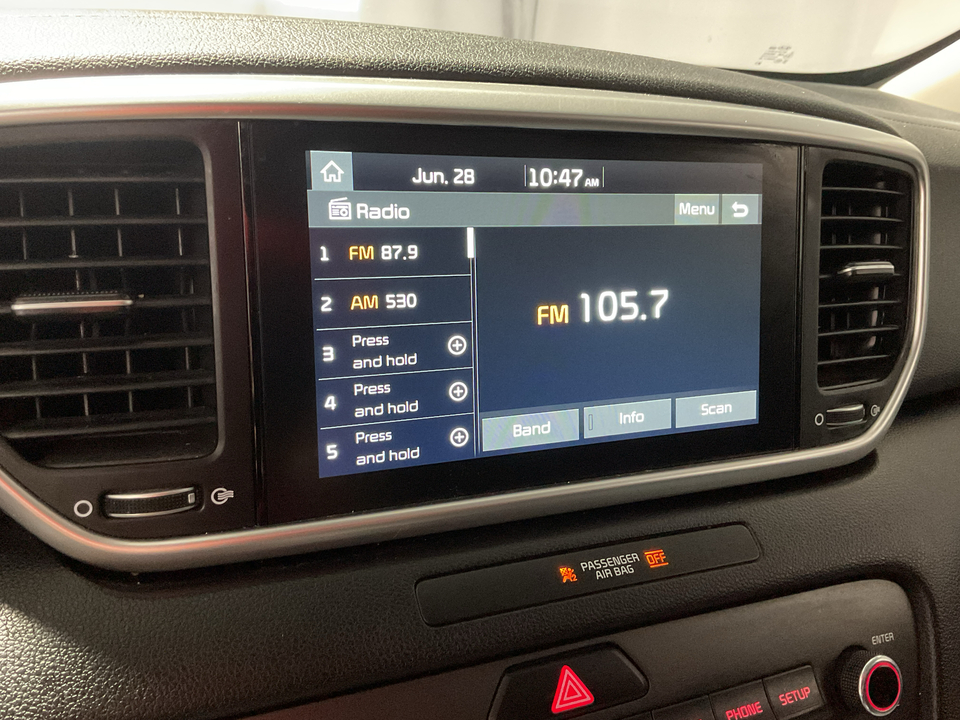 Jun. 28 10:47 AM
Radio Menu
1 FM 87.9
2 AM 530
3 Press
and hold
4 Press
and hold
5 Press
and hold
FM 105.7
Band Info Scan
PASSENGER
AIR BAG
OFF
ENTER
PHONE SETUP